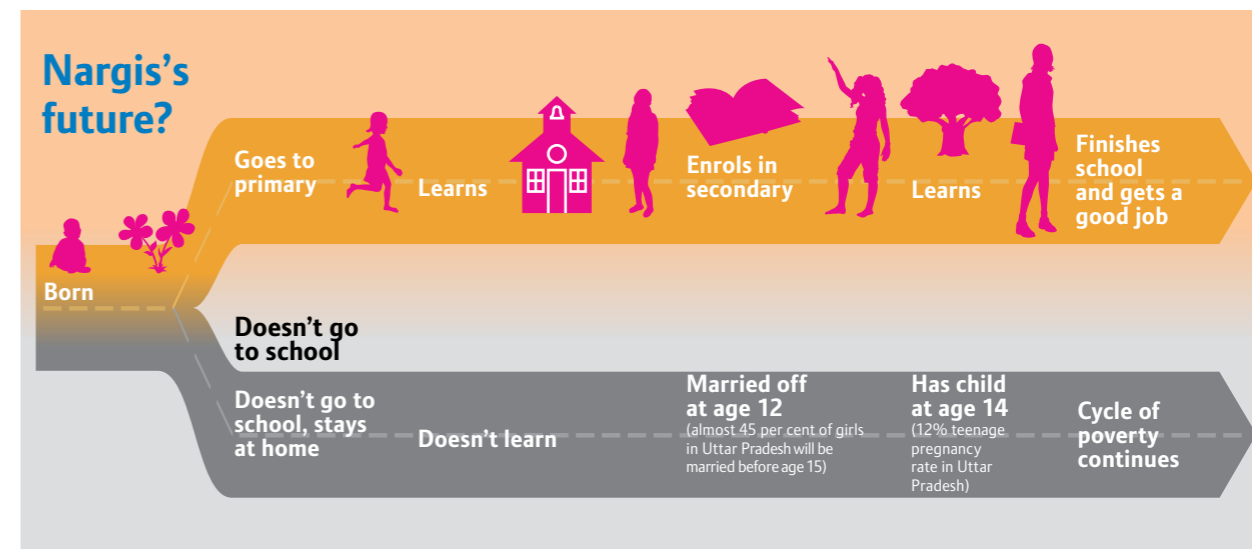 Nargis's
future?
Born
Goes to
primary
Learns
Enrols in
secondary
Learns
Finishes
school
and gets a
good job
Doesn't go
to school
Doesn't go to
school, stays
at home
Doesn't learn
Married off
at age 12
(almost 45 per cent of girls
in Uttar Pradesh will be
married before age 15)
Has child
at age 14
(12% teenage
pregnancy
rate in Uttar
Pradesh)
Cycle of
poverty
continues